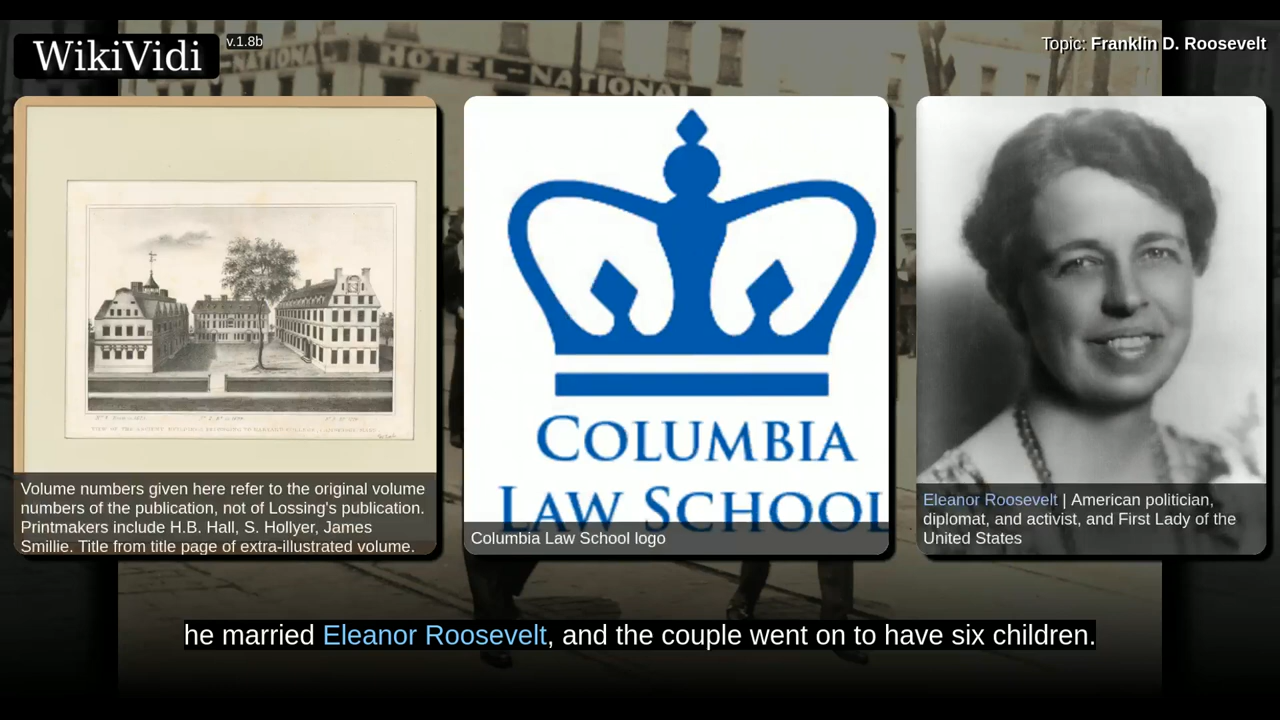 WikiVidi
v.1.8b
Topic: Franklin D. Roosevelt
HOTEL-NATIONAL
-NATIONAL
COLUMBIA
LAW SCHOOL
Volume numbers given here refer to the original volume
numbers of the publication, not of Lossing's publication.
Printmakers include H.B. Hall, S. Hollyer, James
Smillie. Title from title page of extra-illustrated volume.
Columbia Law School logo
Eleanor Roosevelt | American politician,
diplomat, and activist, and First Lady of the
United States
he married Eleanor Roosevelt, and the couple went on to have six children.